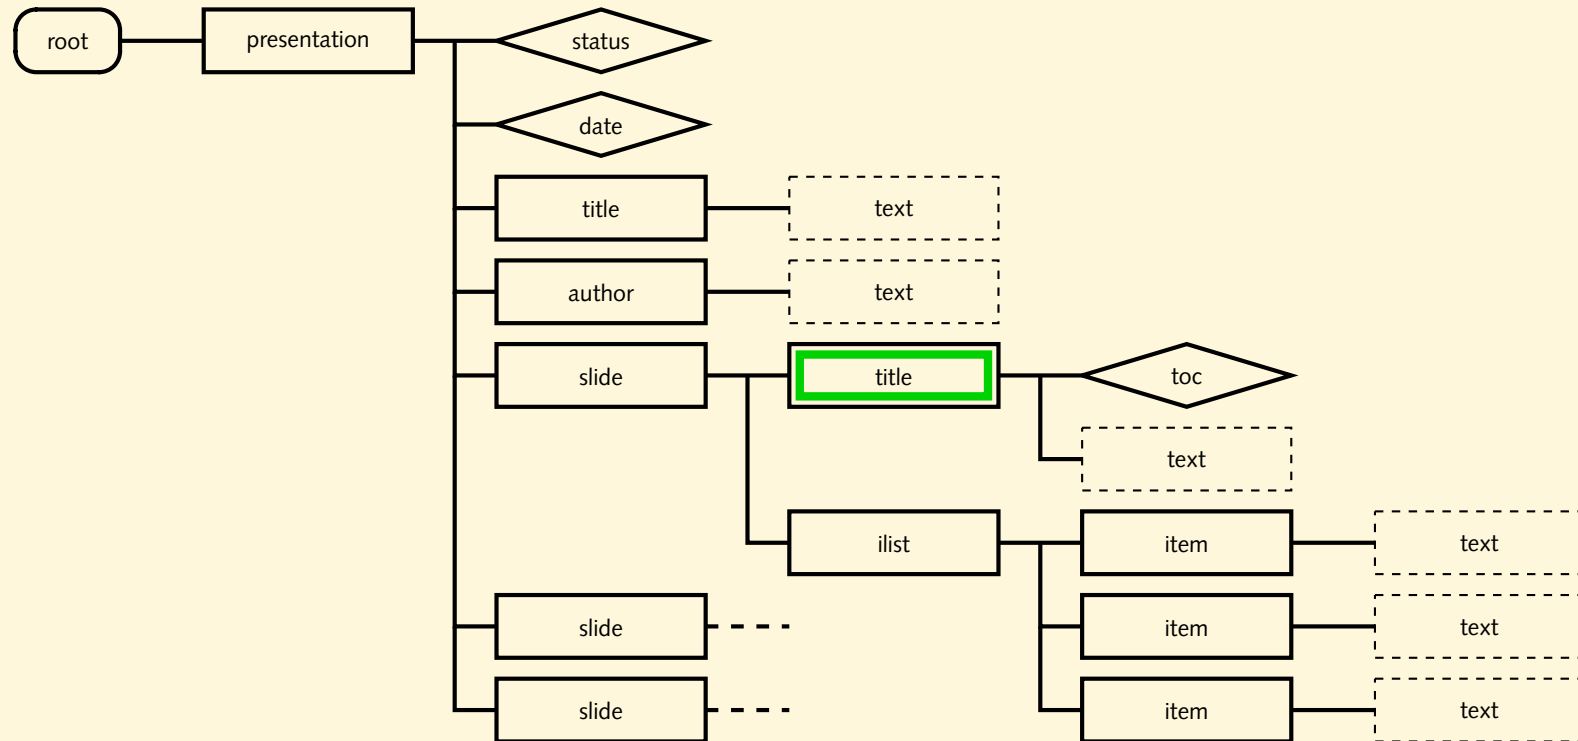 root presentation status
date
title text
author text
slide title toc
text
ilist item text
slide item text
slide item text